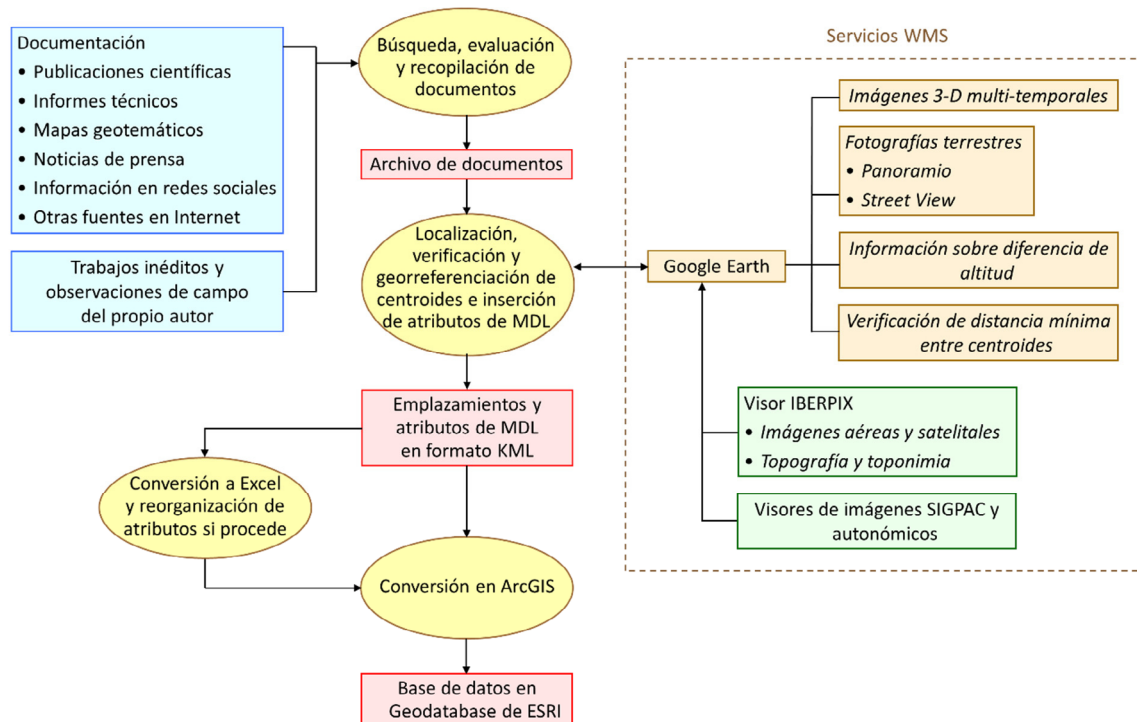 Documentación
• Publicaciones científicas
• Informes técnicos
• Mapas geotemáticos
• Noticias de prensa
• Información en redes sociales
• Otras fuentes en Internet
Trabajos inéditos y
observaciones de campo
del propio autor
Búsqueda, evaluación
y recopilación de
documentos
Archivo de documentos
Localización,
verificación y
georreferenciación de
centroides e inserción
de atributos de MDL
Emplazamientos y
atributos de MDL
en formato KML
Conversión a Excel
y reorganización de
atributos si procede
Conversión en ArcGIS
Base de datos en
Geodatabase de ESRI
Servicios WMS
Google Earth
Imágenes 3-D multi-temporales
Fotografías terrestres
• Panoramio
• Street View
Información sobre diferencia de
altitud
Verificación de distancia mínima
entre centroides
Visor IBERPIX
• Imágenes aéreas y satelitales
• Topografía y toponimia
Visores de imágenes SIGPAC y
autonómicos